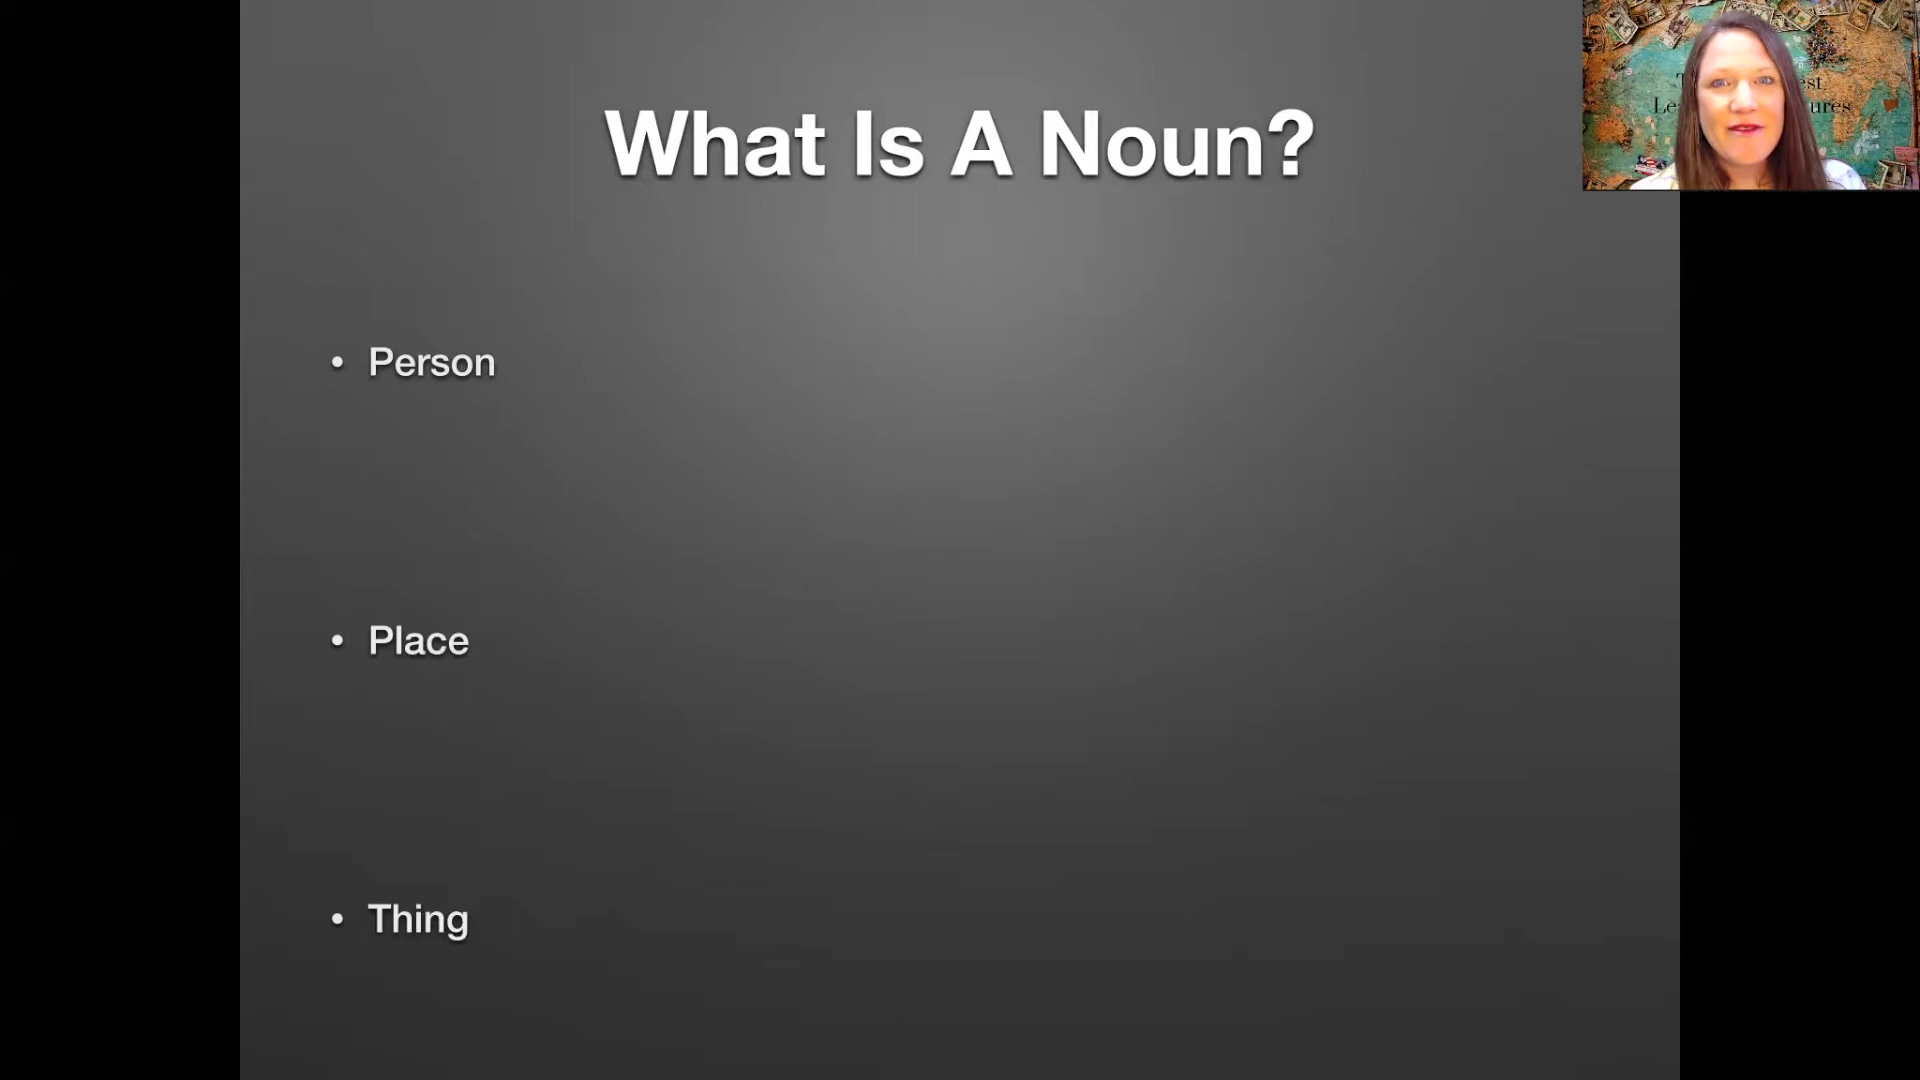 What Is A Noun?
• Person
• Place
• Thing